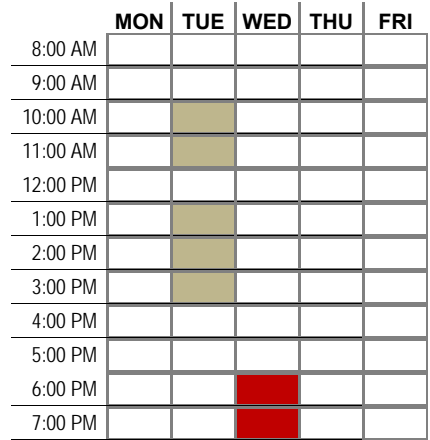 MON TUE WED THU FRI
8:00 AM
9:00 AM
10:00 AM
11:00 AM
12:00 PM
1:00 PM
2:00 PM
3:00 PM
4:00 PM
5:00 PM
6:00 PM
7:00 PM